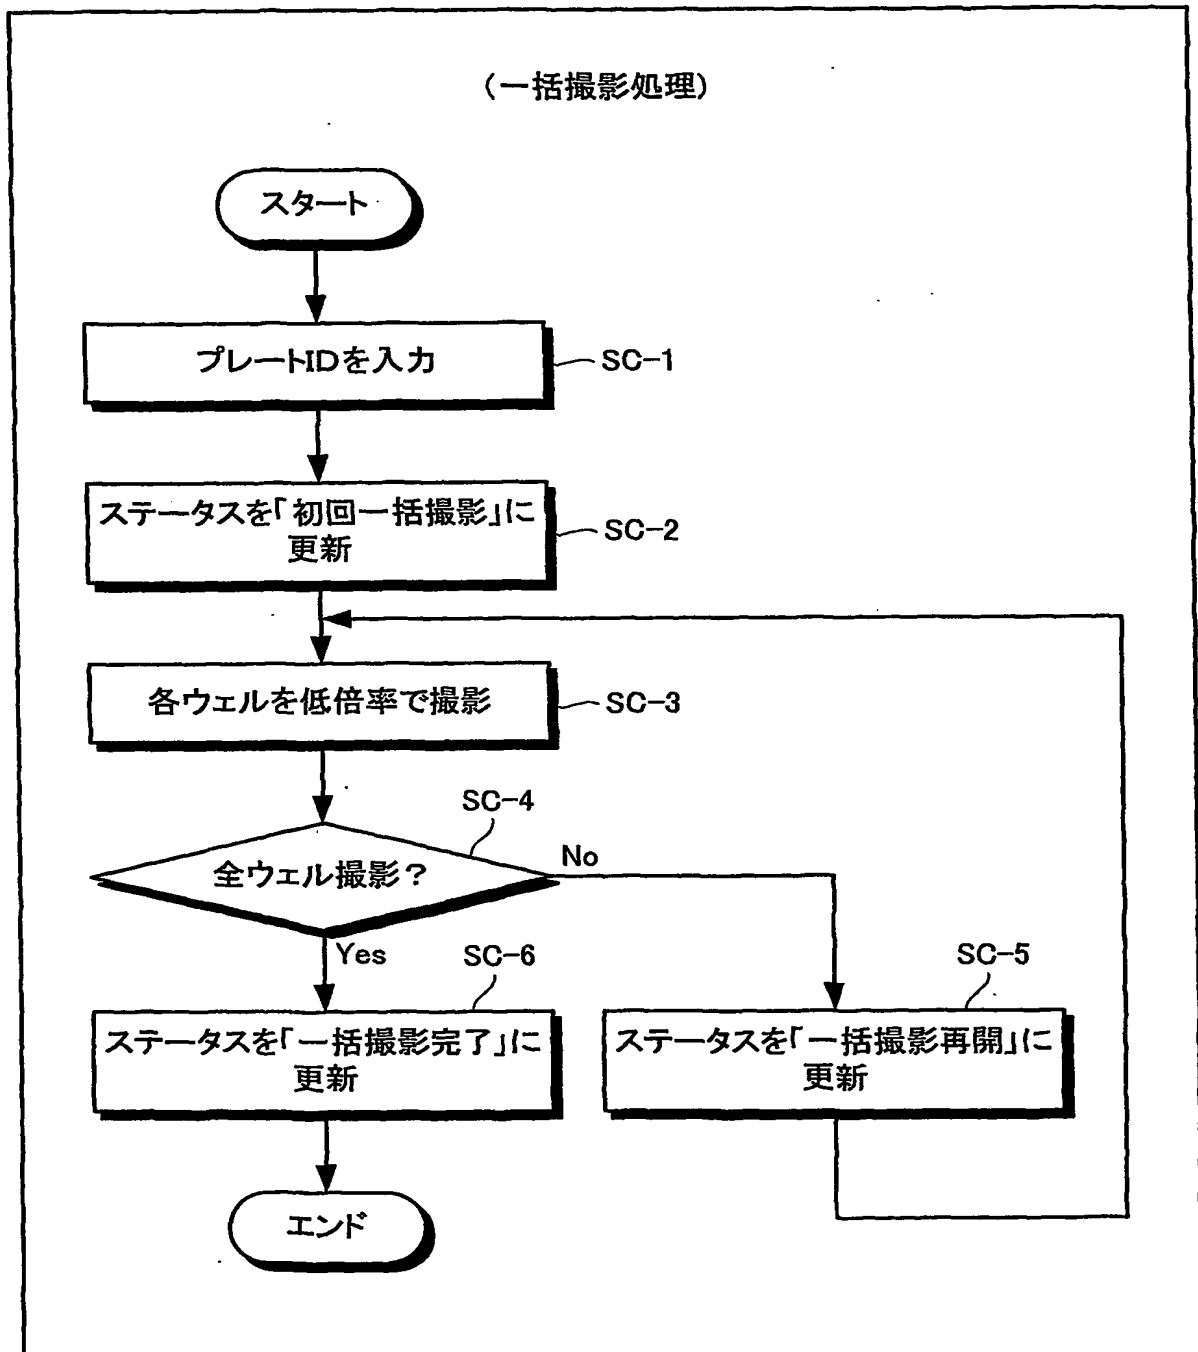 (一括撮影処理)
スタート
プレートIDを入力
SC-1
ステータスを「初回一括撮影」に
更新
SC-2
各ウェルを低倍率で撮影
SC-3
SC-4
全ウェル撮影？
No
Yes
SC-6
SC-5
ステータスを「一括撮影完了」に
更新
ステータスを「一括撮影再開」に
更新
エンド